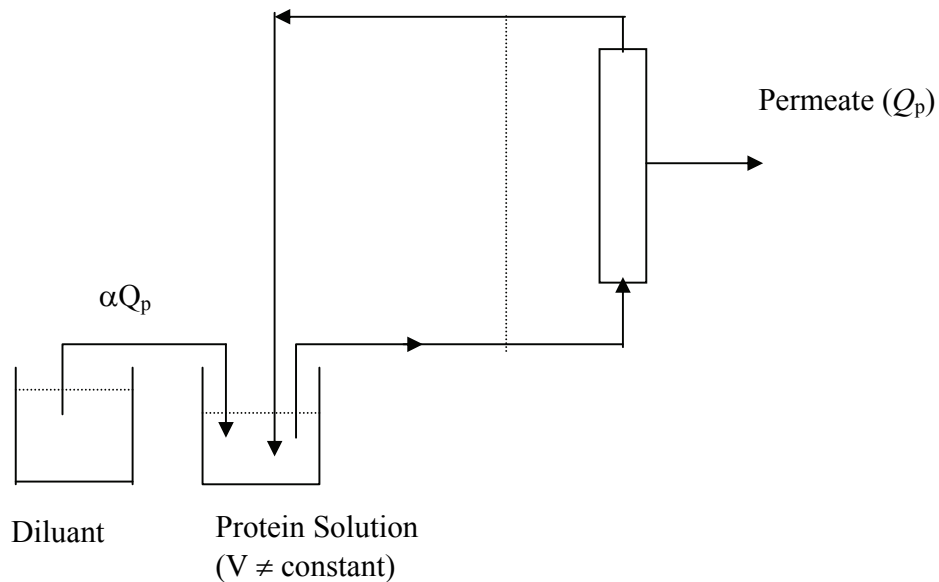 Permeate (Qp)
αQp
Diluant
Protein Solution
(V ≠ constant)